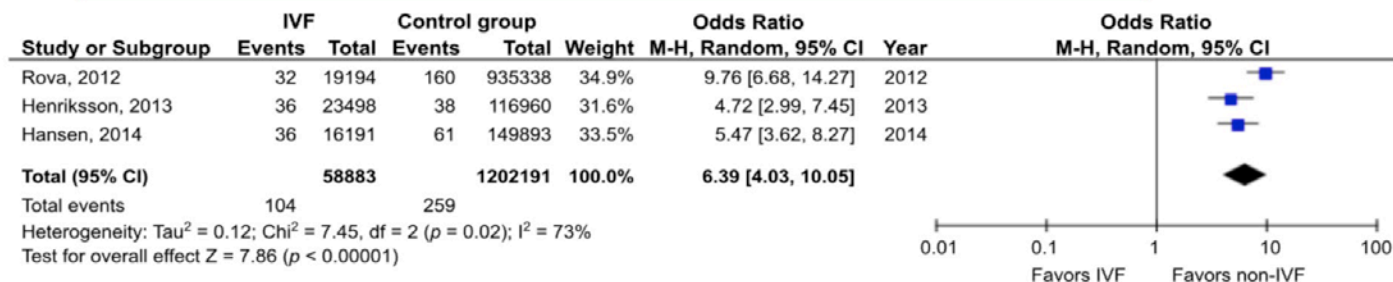 IVF Control group Odds Ratio Odds Ratio
Study or Subgroup Events Total Events Total Weight M-H, Random, 95% CI Year M-H, Random, 95% CI
Rova, 2012 32 19194 160 935338 34.9% 9.76 [6.68, 14.27] 2012
Henriksson, 2013 36 23498 38 116960 31.6% 4.72 [2.99, 7.45] 2013
Hansen, 2014 36 16191 61 149893 33.5% 5.47 [3.62, 8.27] 2014
Total (95% CI) 58883 1202191 100.0% 6.39 [4.03, 10.05]
Total events 104 259
Heterogeneity: Tau² = 0.12; Chi² = 7.45, df = 2 (p = 0.02); I² = 73%
Test for overall effect Z = 7.86 (p < 0.00001)
0.01 0.1 1 10 100
Favors IVF Favors non-IVF